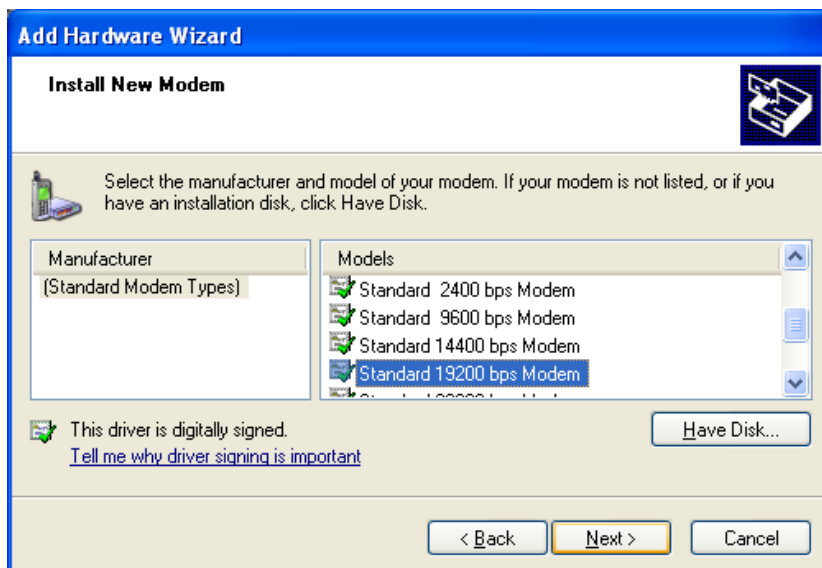 Add Hardware Wizard
Install New Modem
Select the manufacturer and model of your modem. If your modem is not listed, or if you
have an installation disk, click Have Disk.
Manufacturer
(Standard Modem Types)
Models
Standard  2400 bps Modem
Standard  9600 bps Modem
Standard 14400 bps Modem
Standard 19200 bps Modem
This driver is digitally signed.
Tell me why driver signing is important
Have Disk...
< Back
Next >
Cancel